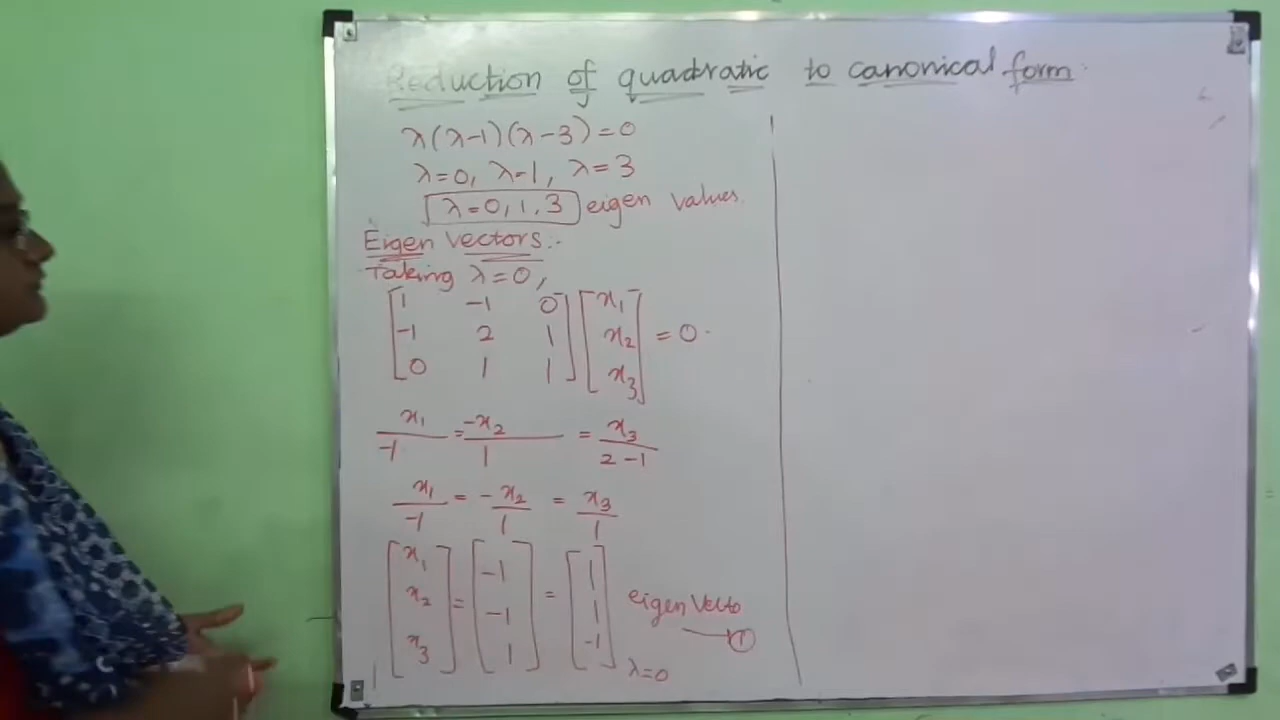 Reduction of quadratic to canonical form
λ(λ-1)(λ-3)=0
λ=0, λ=1, λ=3
λ=0,1,3 eigen values.
Eigen Vectors:-
Taking λ=0,
[1 -1 0] [x₁]
[-1 2 1] [x₂] = 0
[0 1 1] [x₃]
x₁/-1 = -x₂/1 = x₃/2-1
x₁/-1 = -x₂/1 = x₃/1
[x₁] [-1] [1]
[x₂] = [-1] = [1] eigen Vecto
[x₃] [1] [-1] λ=0 → ①